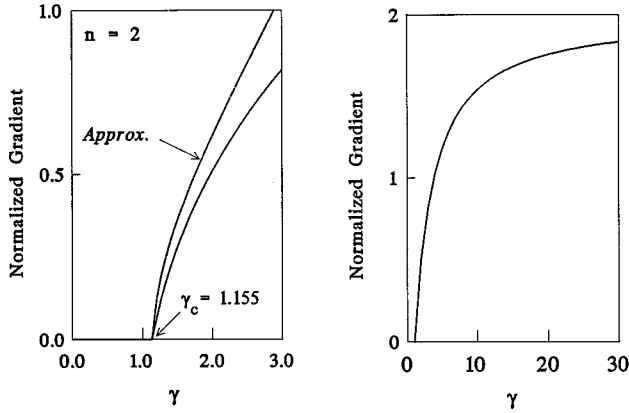 1.0
n = 2
Approx.
0.5
Normalized Gradient
γc = 1.155
0.0
0.0
1.0
2.0
3.0
γ
2
Normalized Gradient
1
0
0
10
20
30
γ